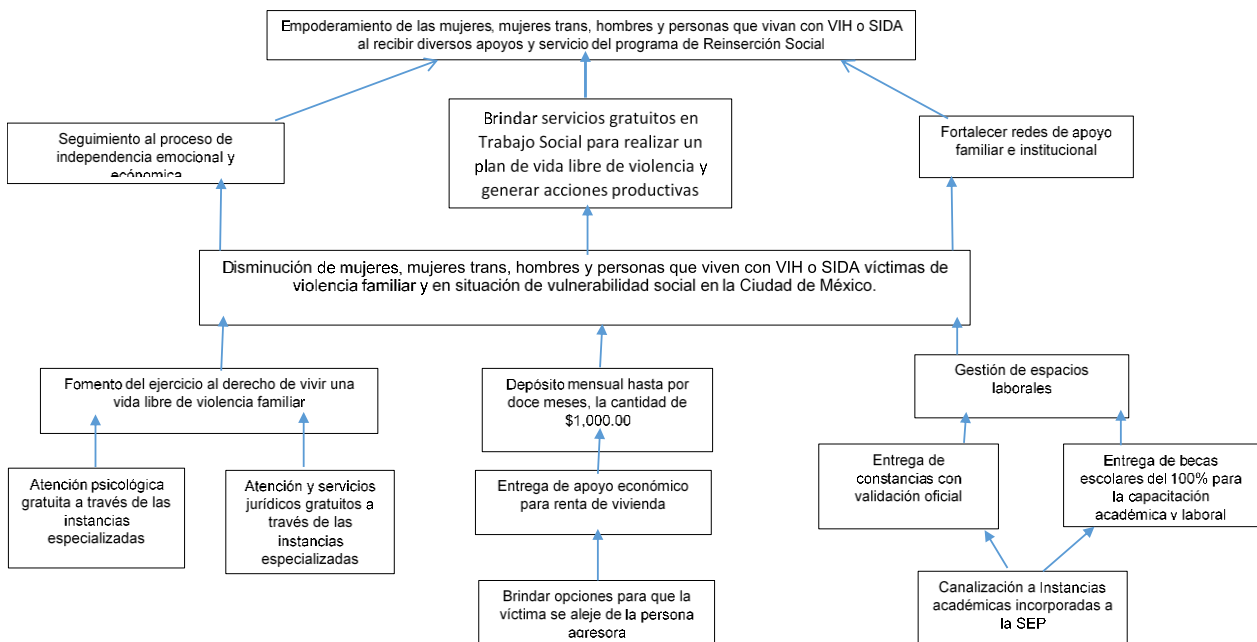 Empoderamiento de las mujeres, mujeres trans, hombres y personas que vivan con VIH o SIDA
al recibir diversos apoyos y servicio del programa de Reinserción Social
Seguimiento al proceso de
independencia emocional y
ecónomica
Brindar servicios gratuitos en
Trabajo Social para realizar un
plan de vida libre de violencia y
generar acciones productivas
Fortalecer redes de apoyo
familiar e institucional
Disminución de mujeres, mujeres trans, hombres y personas que viven con VIH o SIDA víctimas de
violencia familiar y en situación de vulnerabilidad social en la Ciudad de México.
Fomento del ejercicio al derecho de vivir una
vida libre de violencia familiar
Depósito mensual hasta por
doce meses, la cantidad de
$1,000.00
Gestión de espacios
laborales
Atención psicológica
gratuita a través de las
instancias
especializadas
Atención y servicios
jurídicos gratuitos a
través de las
instancias
especializadas
Entrega de apoyo económico
para renta de vivienda
Entrega de
constancias con
validación oficial
Entrega de becas
escolares del 100% para
la capacitación
académica y laboral
Brindar opciones para que la
víctima se aleje de la persona
agresora
Canalización a Instancias
académicas incorporadas a
la SEP